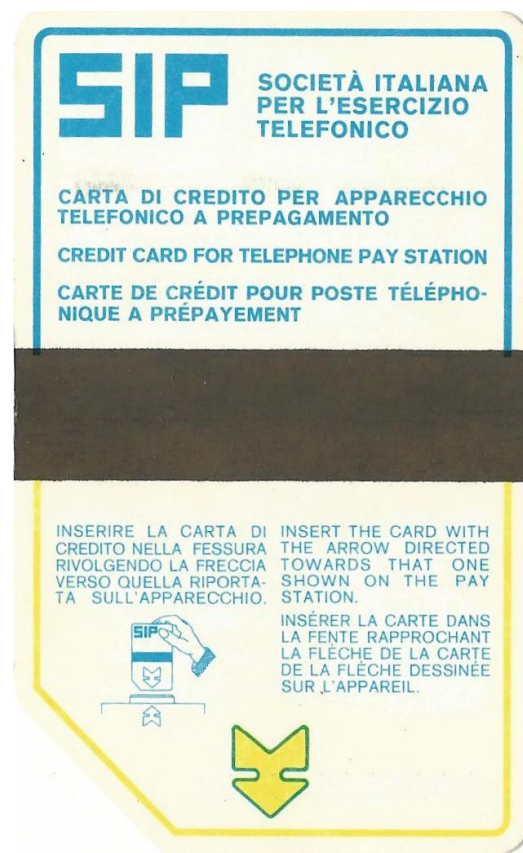 SIP
SOCIETÀ ITALIANA
PER L'ESERCIZIO
TELEFONICO
CARTA DI CREDITO PER APPARECCHIO
TELEFONICO A PREPAGAMENTO
CREDIT CARD FOR TELEPHONE PAY STATION
CARTE DE CRÉDIT POUR POSTE TÉLÉPHO-
NIQUE A PRÉPAYEMENT
INSERIRE LA CARTA DI
CREDITO NELLA FESSURA
RIVOLGENDO LA FRECCIA
VERSO QUELLA RIPORTA-
TA SULL'APPARECCHIO.
SIP
INSERT THE CARD WITH
THE ARROW DIRECTED
TOWARDS THAT ONE
SHOWN ON THE PAY
STATION.
INSÉRER LA CARTE DANS
LA FENTE RAPPROCHANT
LA FLÈCHE DE LA CARTE
DE LA FLÈCHE DESSINÉE
SUR L'APPAREIL.